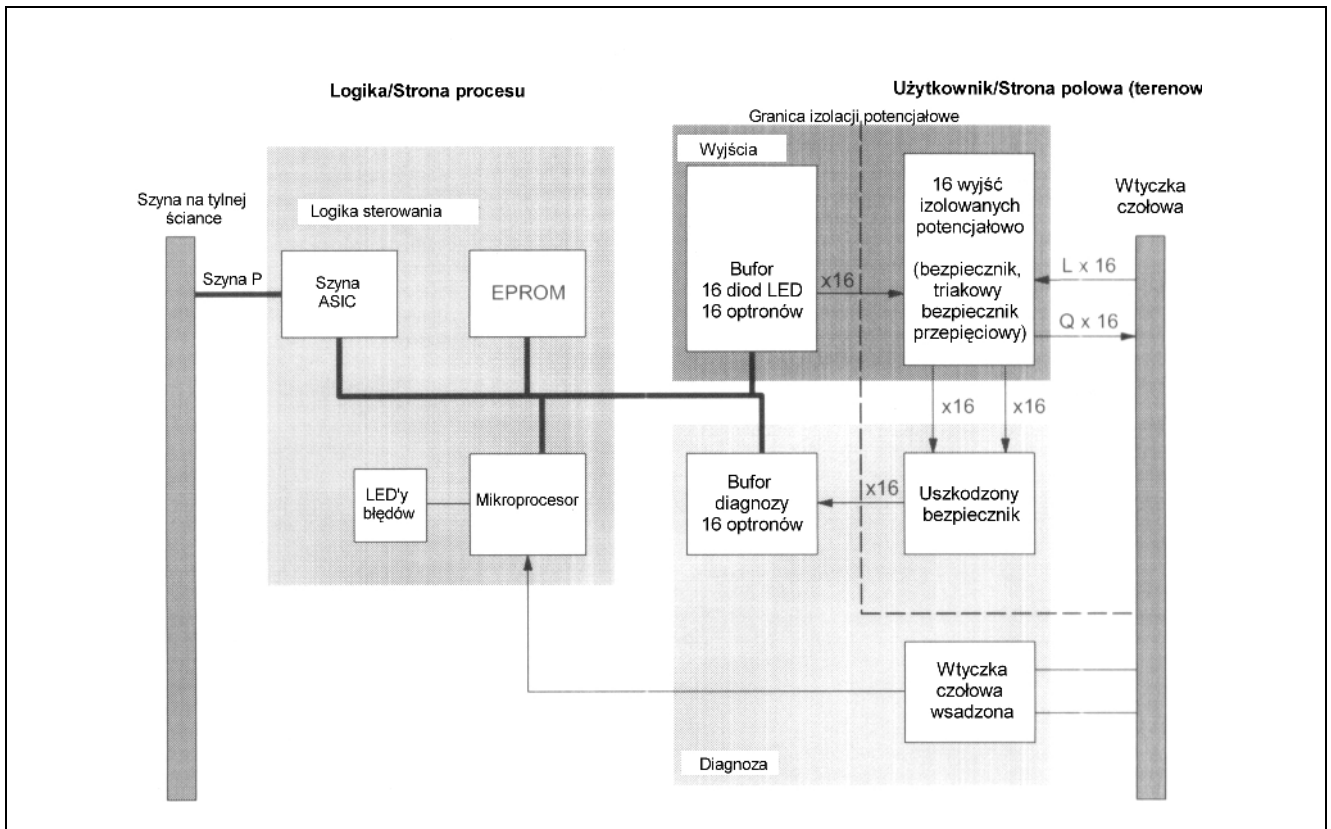 Logika/Strona procesu
Użytkownik/Strona polowa (terenow
Granica izolacji potencjałowe
Wyjścia
Szyna na tylnej
ściance
Logika sterowania
16 wyjść
izolowanych
potencjałowo
(bezpiecznik,
triakowy
bezpiecznik
przepięciowy)
Wtyczka
czołowa
Szyna P
Szyna
ASIC
EPROM
Bufor
16 diod LED
16 optronów
x16
L x 16
Q x 16
x16
x16
LED'y
błędów
Mikroprocesor
Bufor
diagnozy
16 optronów
x16
Uszkodzony
bezpiecznik
Wtyczka
czołowa
wsadzona
Diagnoza